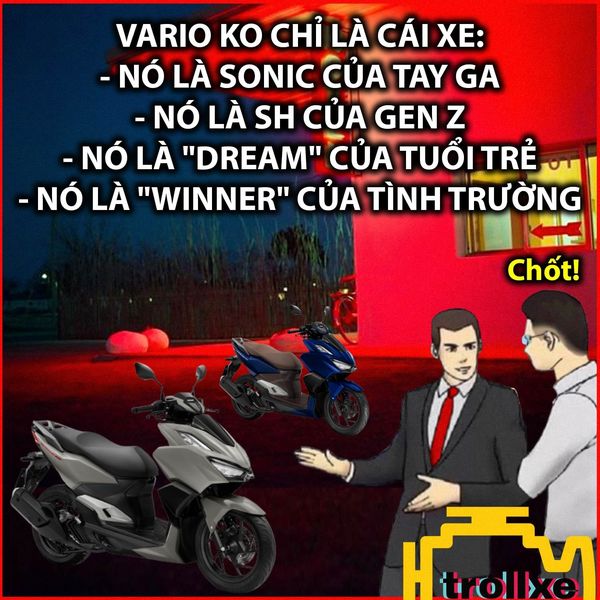 VARIO KO CHỈ LÀ CÁI XE:
- NÓ LÀ SONIC CỦA TAY GA
- NÓ LÀ SH CỦA GEN Z
- NÓ LÀ "DREAM" CỦA TUỔI TRẺ
- NÓ LÀ "WINNER" CỦA TÌNH TRƯỜNG
Chốt!
trollxe